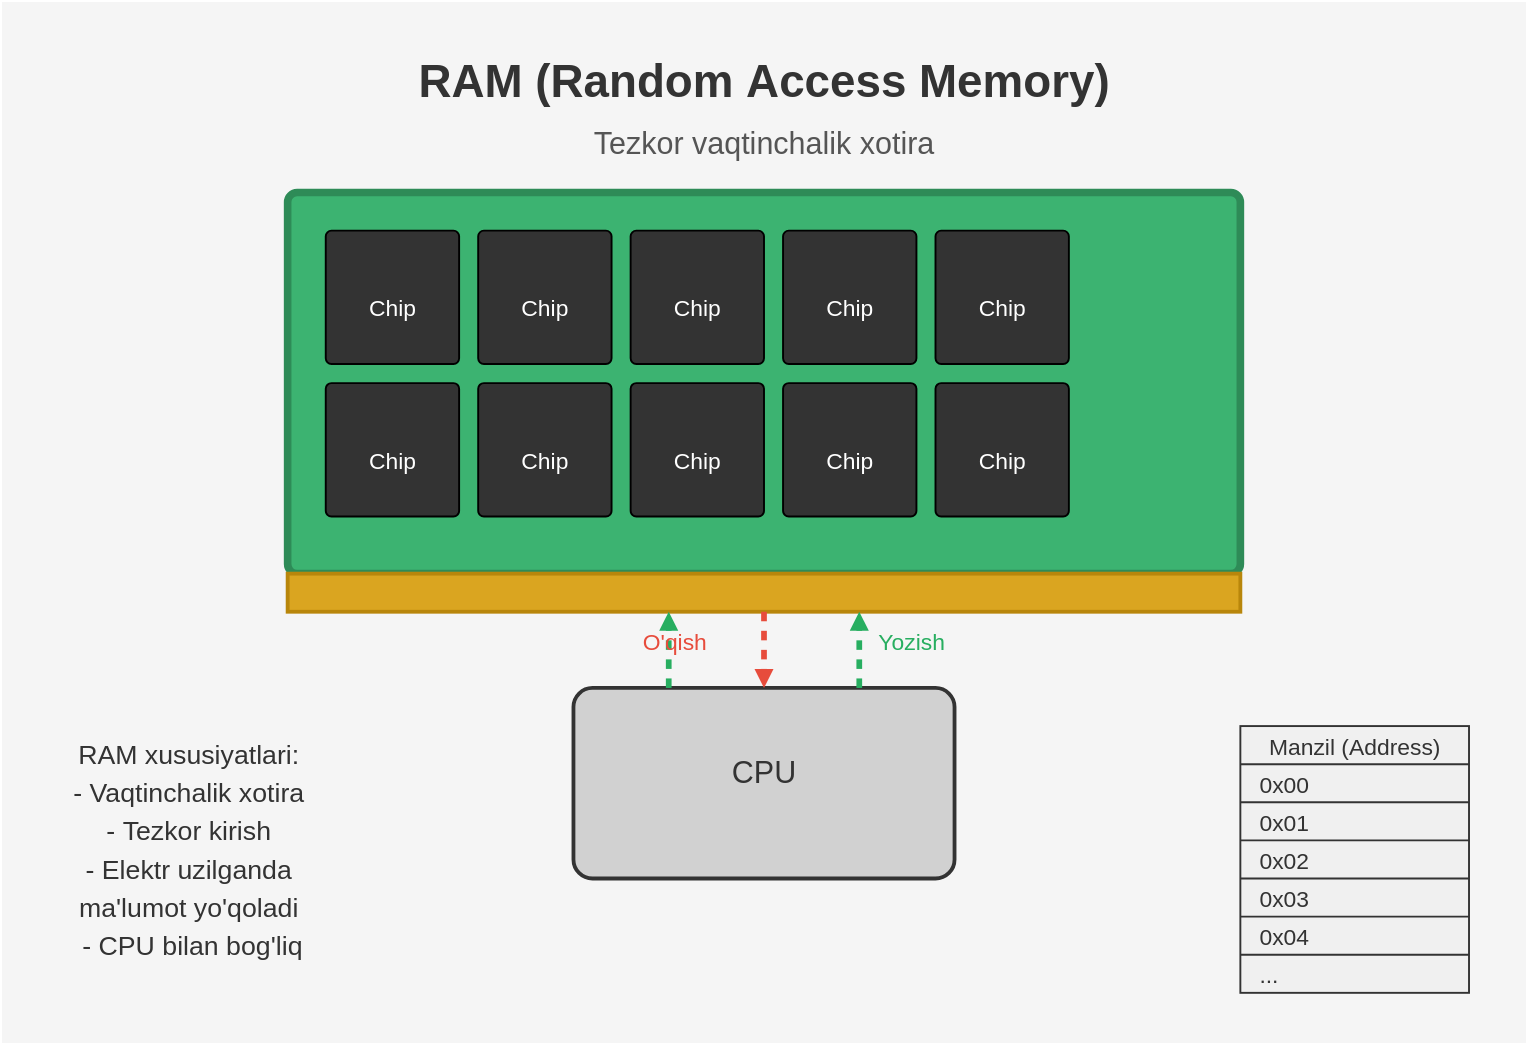 RAM (Random Access Memory)
Tezkor vaqtinchalik xotira
Chip Chip Chip Chip Chip
Chip Chip Chip Chip Chip
O'qish Yozish
CPU
RAM xususiyatlari:
- Vaqtinchalik xotira
- Tezkor kirish
- Elektr uzilganda
ma'lumot yo'qoladi
- CPU bilan bog'liq
Manzil (Address)
0x00
0x01
0x02
0x03
0x04
...